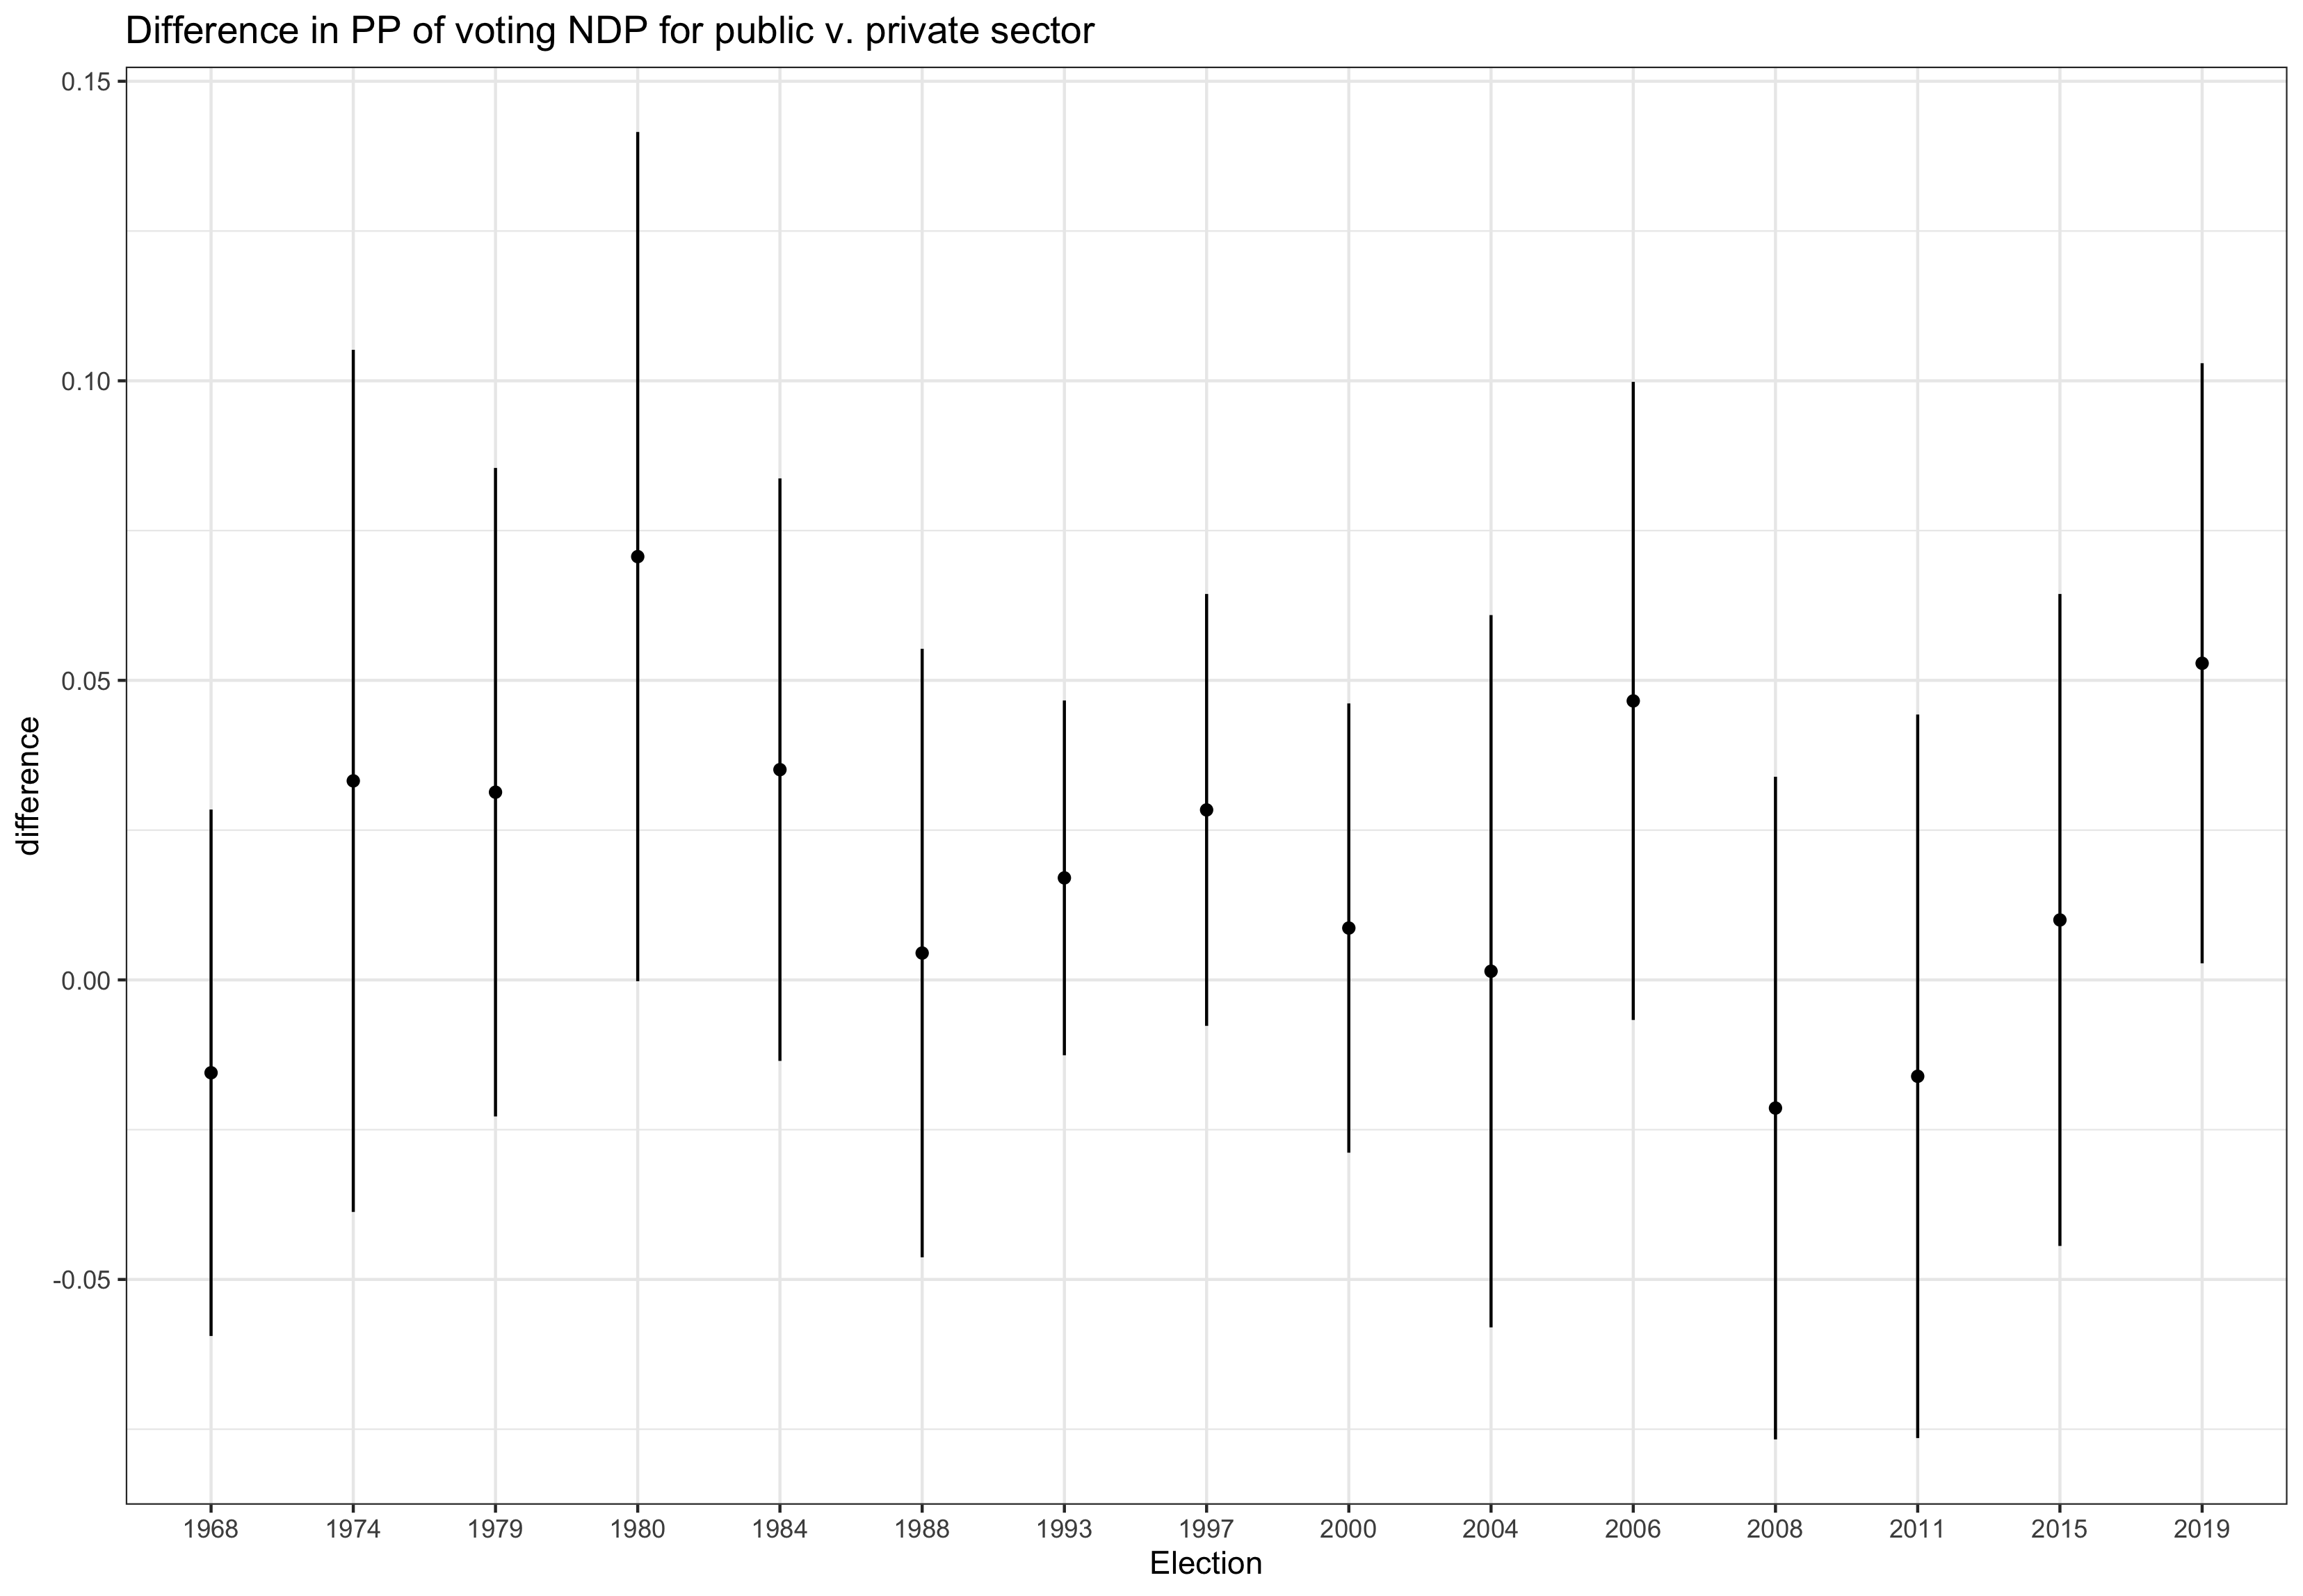 Difference in PP of voting NDP for public v. private sector
0.15
0.10
0.05
0.00
-0.05
difference
1968 1974 1979 1980 1984 1988 1993 1997 2000 2004 2006 2008 2011 2015 2019
Election